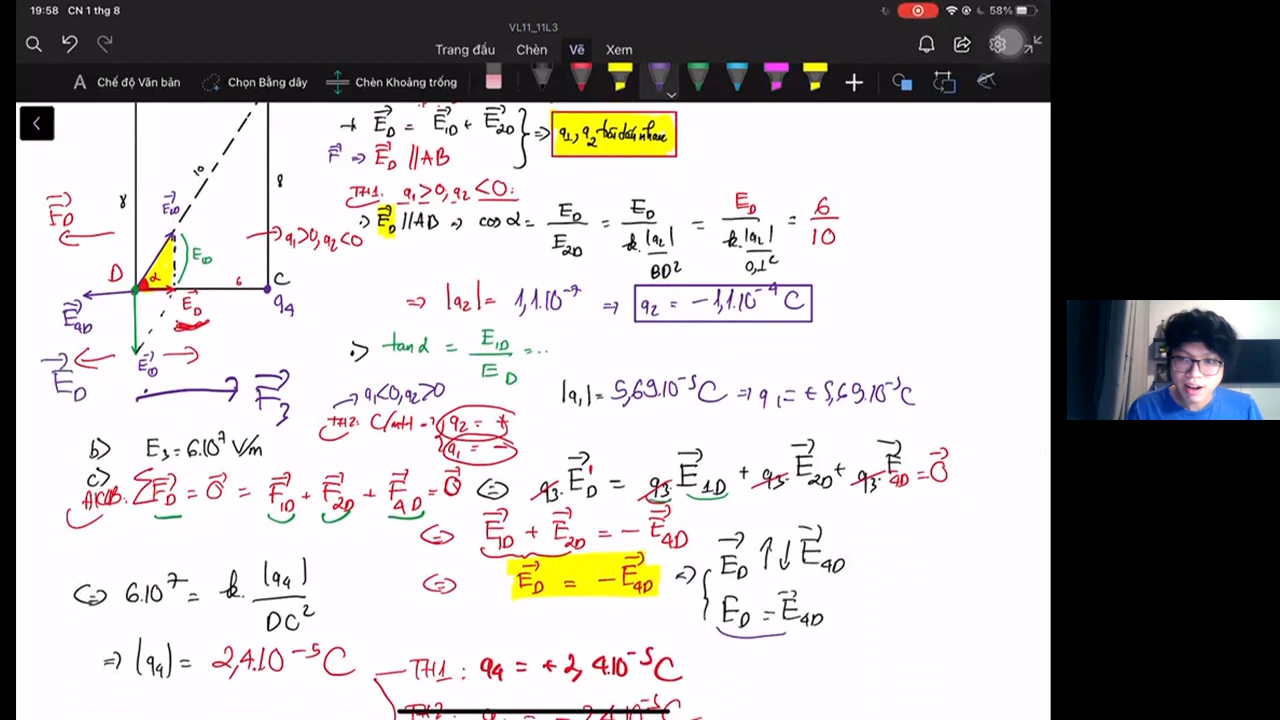 19:58 CN 1 thg 8
58%
VL11_11L3
Trang đầu Chèn Vẽ Xem
A Chế độ Văn bản Chọn Bằng dây Chèn Khoảng trống
+ E⃗D = E⃗1D + E⃗2D } ⇒ q1, q2 trái dấu nhau
F⃗ ⇒ E⃗D // AB
TH1: q1 > 0, q2 < 0:
⇒ E⃗D // AD ⇒ cos α = ED / E2D = ED / (k.|q2| / BD²) = ED / (k.|q2| / 0,1²) = 6/10
8
10
8
F⃗D
→ q1>0, q2<0
E1D
D α 6 C
E⃗4D E⃗D q4
⇒ |q2| = 1,1.10⁻⁷ ⇒ q2 = -1,1.10⁻⁴ C
E⃗D F⃗3
tan α = E1D / ED = ...
→ q1<0, q2>0
|q1| = 5,69.10⁻⁵ C ⇒ q1 = + 5,69.10⁻⁵ C
TH2: C/mtt ⇒ { q2 = +
q1 = -
b) E3 = 6.10⁷ V/m
c)
ĐKCB: ΣF⃗D = 0⃗ = F⃗1D + F⃗2D + F⃗4D = 0⃗ ⇔ q3.E⃗D' = q3 E⃗1D + q3.E⃗2D + q3.E⃗4D = 0⃗
⇔ E⃗1D + E⃗2D = - E⃗4D
⇔ E⃗D = - E⃗4D ⇒ { E⃗D ↑↓ E⃗4D
ED = E⃗4D
⇔ 6.10⁷ = k. |q4| / DC²
⇒ |q4| = 2,4.10⁻⁵ C
TH1: q4 = + 2,4.10⁻⁵ C